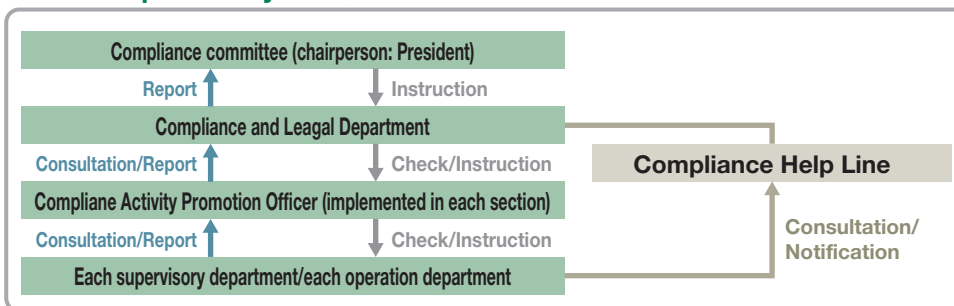 Compliance committee (chairperson: President)
Report
Instruction
Compliance and Leagal Department
Consultation/Report
Check/Instruction
Compliane Activity Promotion Officer (implemented in each section)
Consultation/Report
Check/Instruction
Each supervisory department/each operation department
Compliance Help Line
Consultation/
Notification